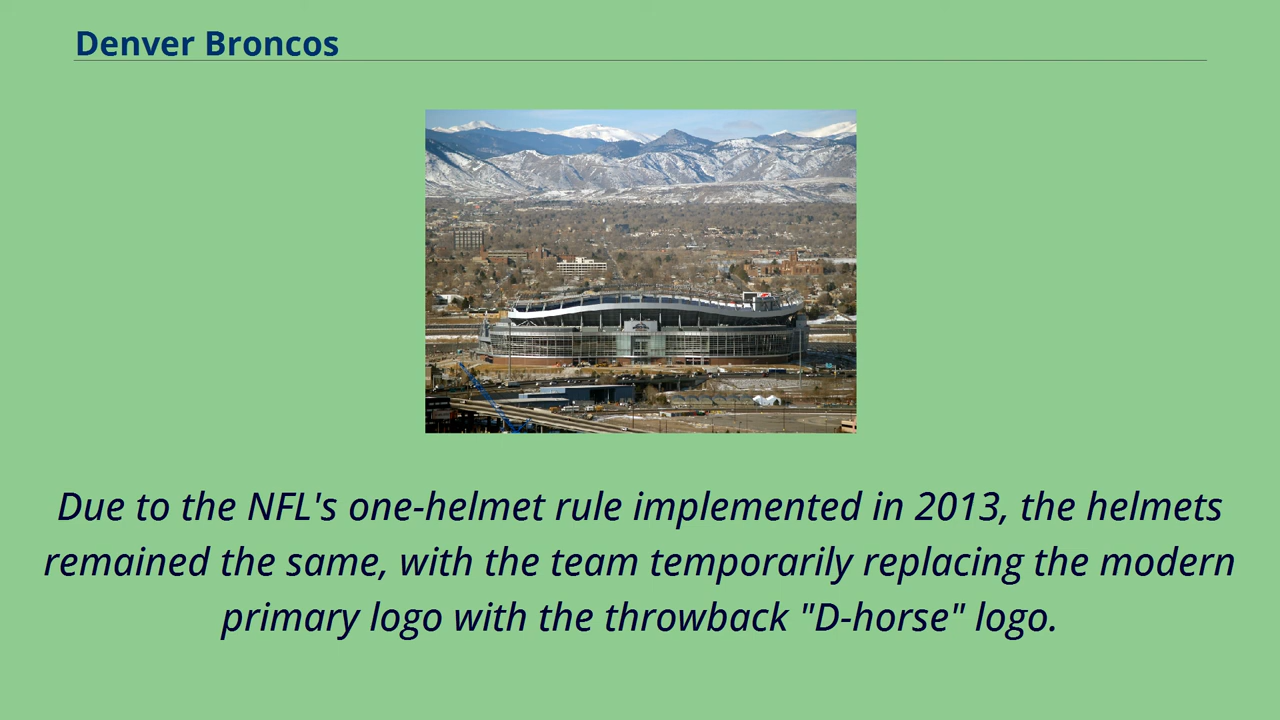 Denver Broncos
Due to the NFL's one-helmet rule implemented in 2013, the helmets
remained the same, with the team temporarily replacing the modern
primary logo with the throwback "D-horse" logo.